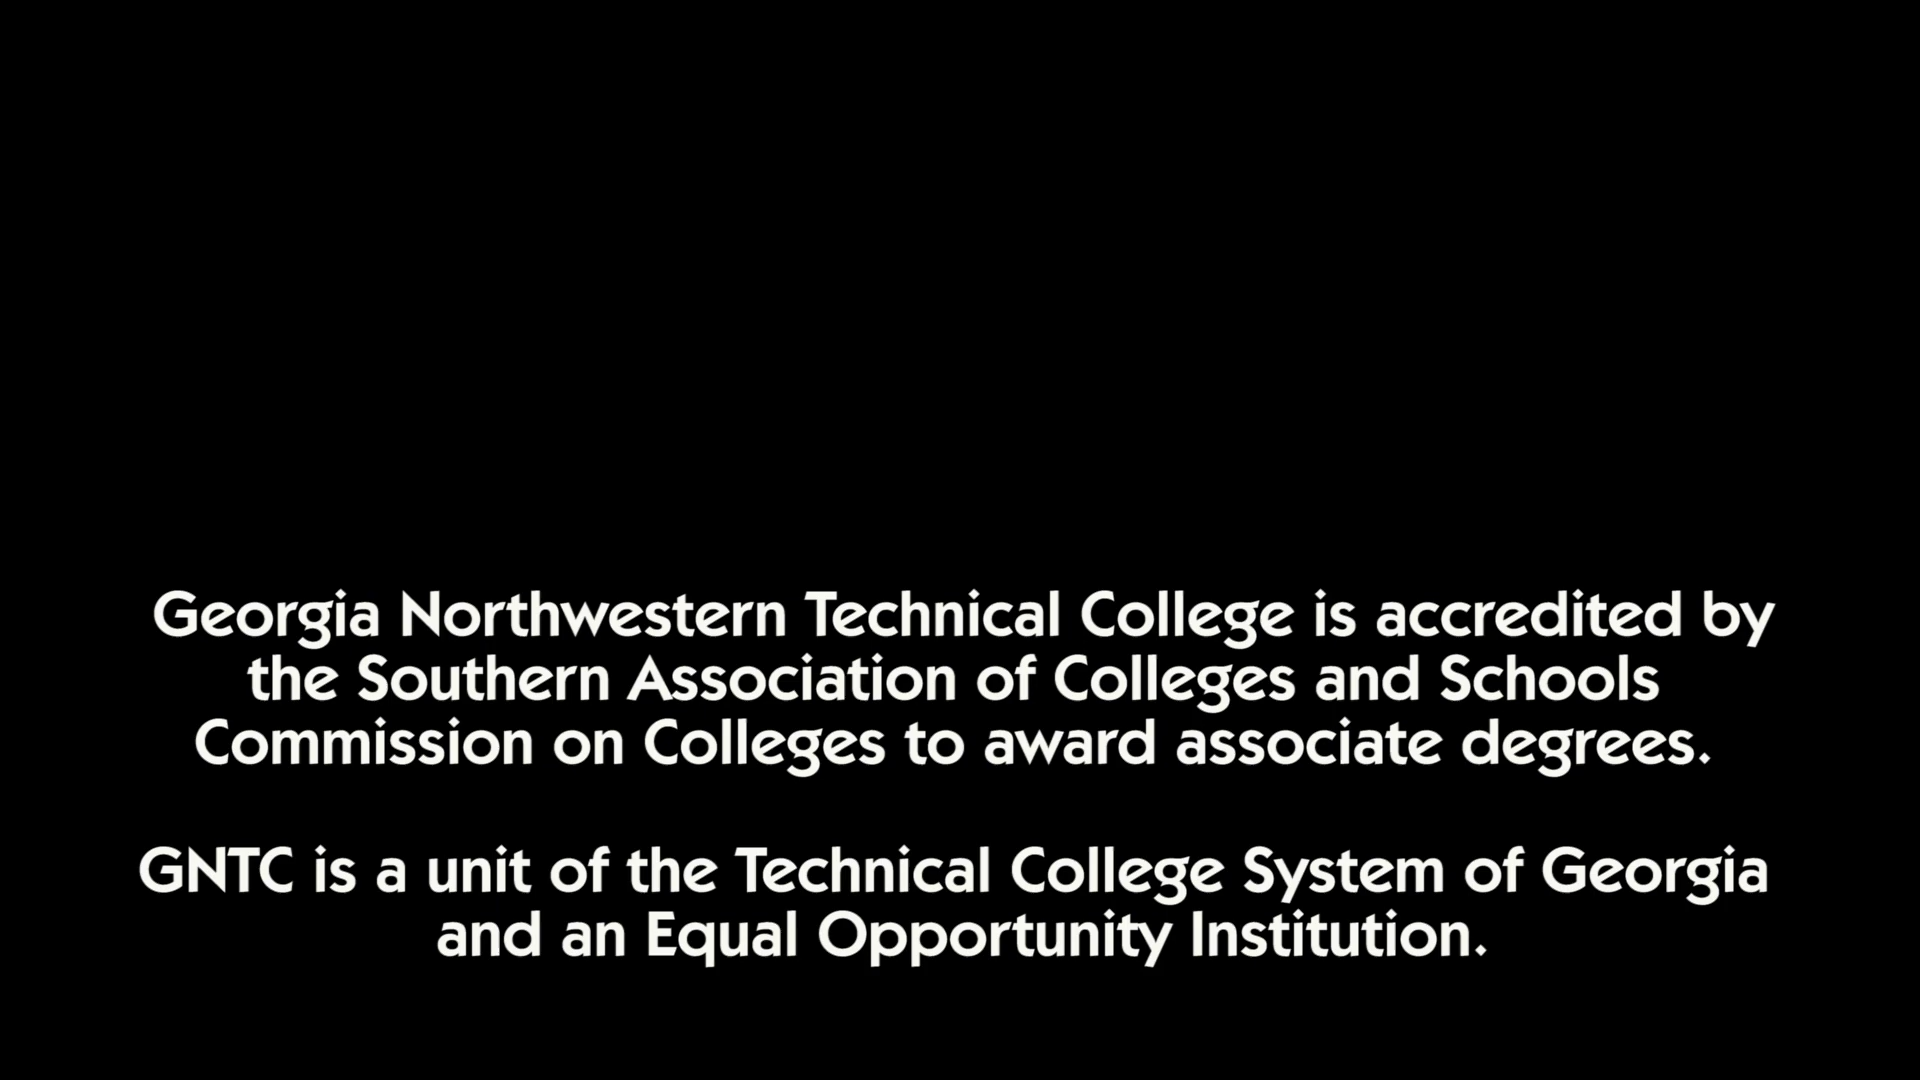 Georgia Northwestern Technical College is accredited by
the Southern Association of Colleges and Schools
Commission on Colleges to award associate degrees.
GNTC is a unit of the Technical College System of Georgia
and an Equal Opportunity Institution.